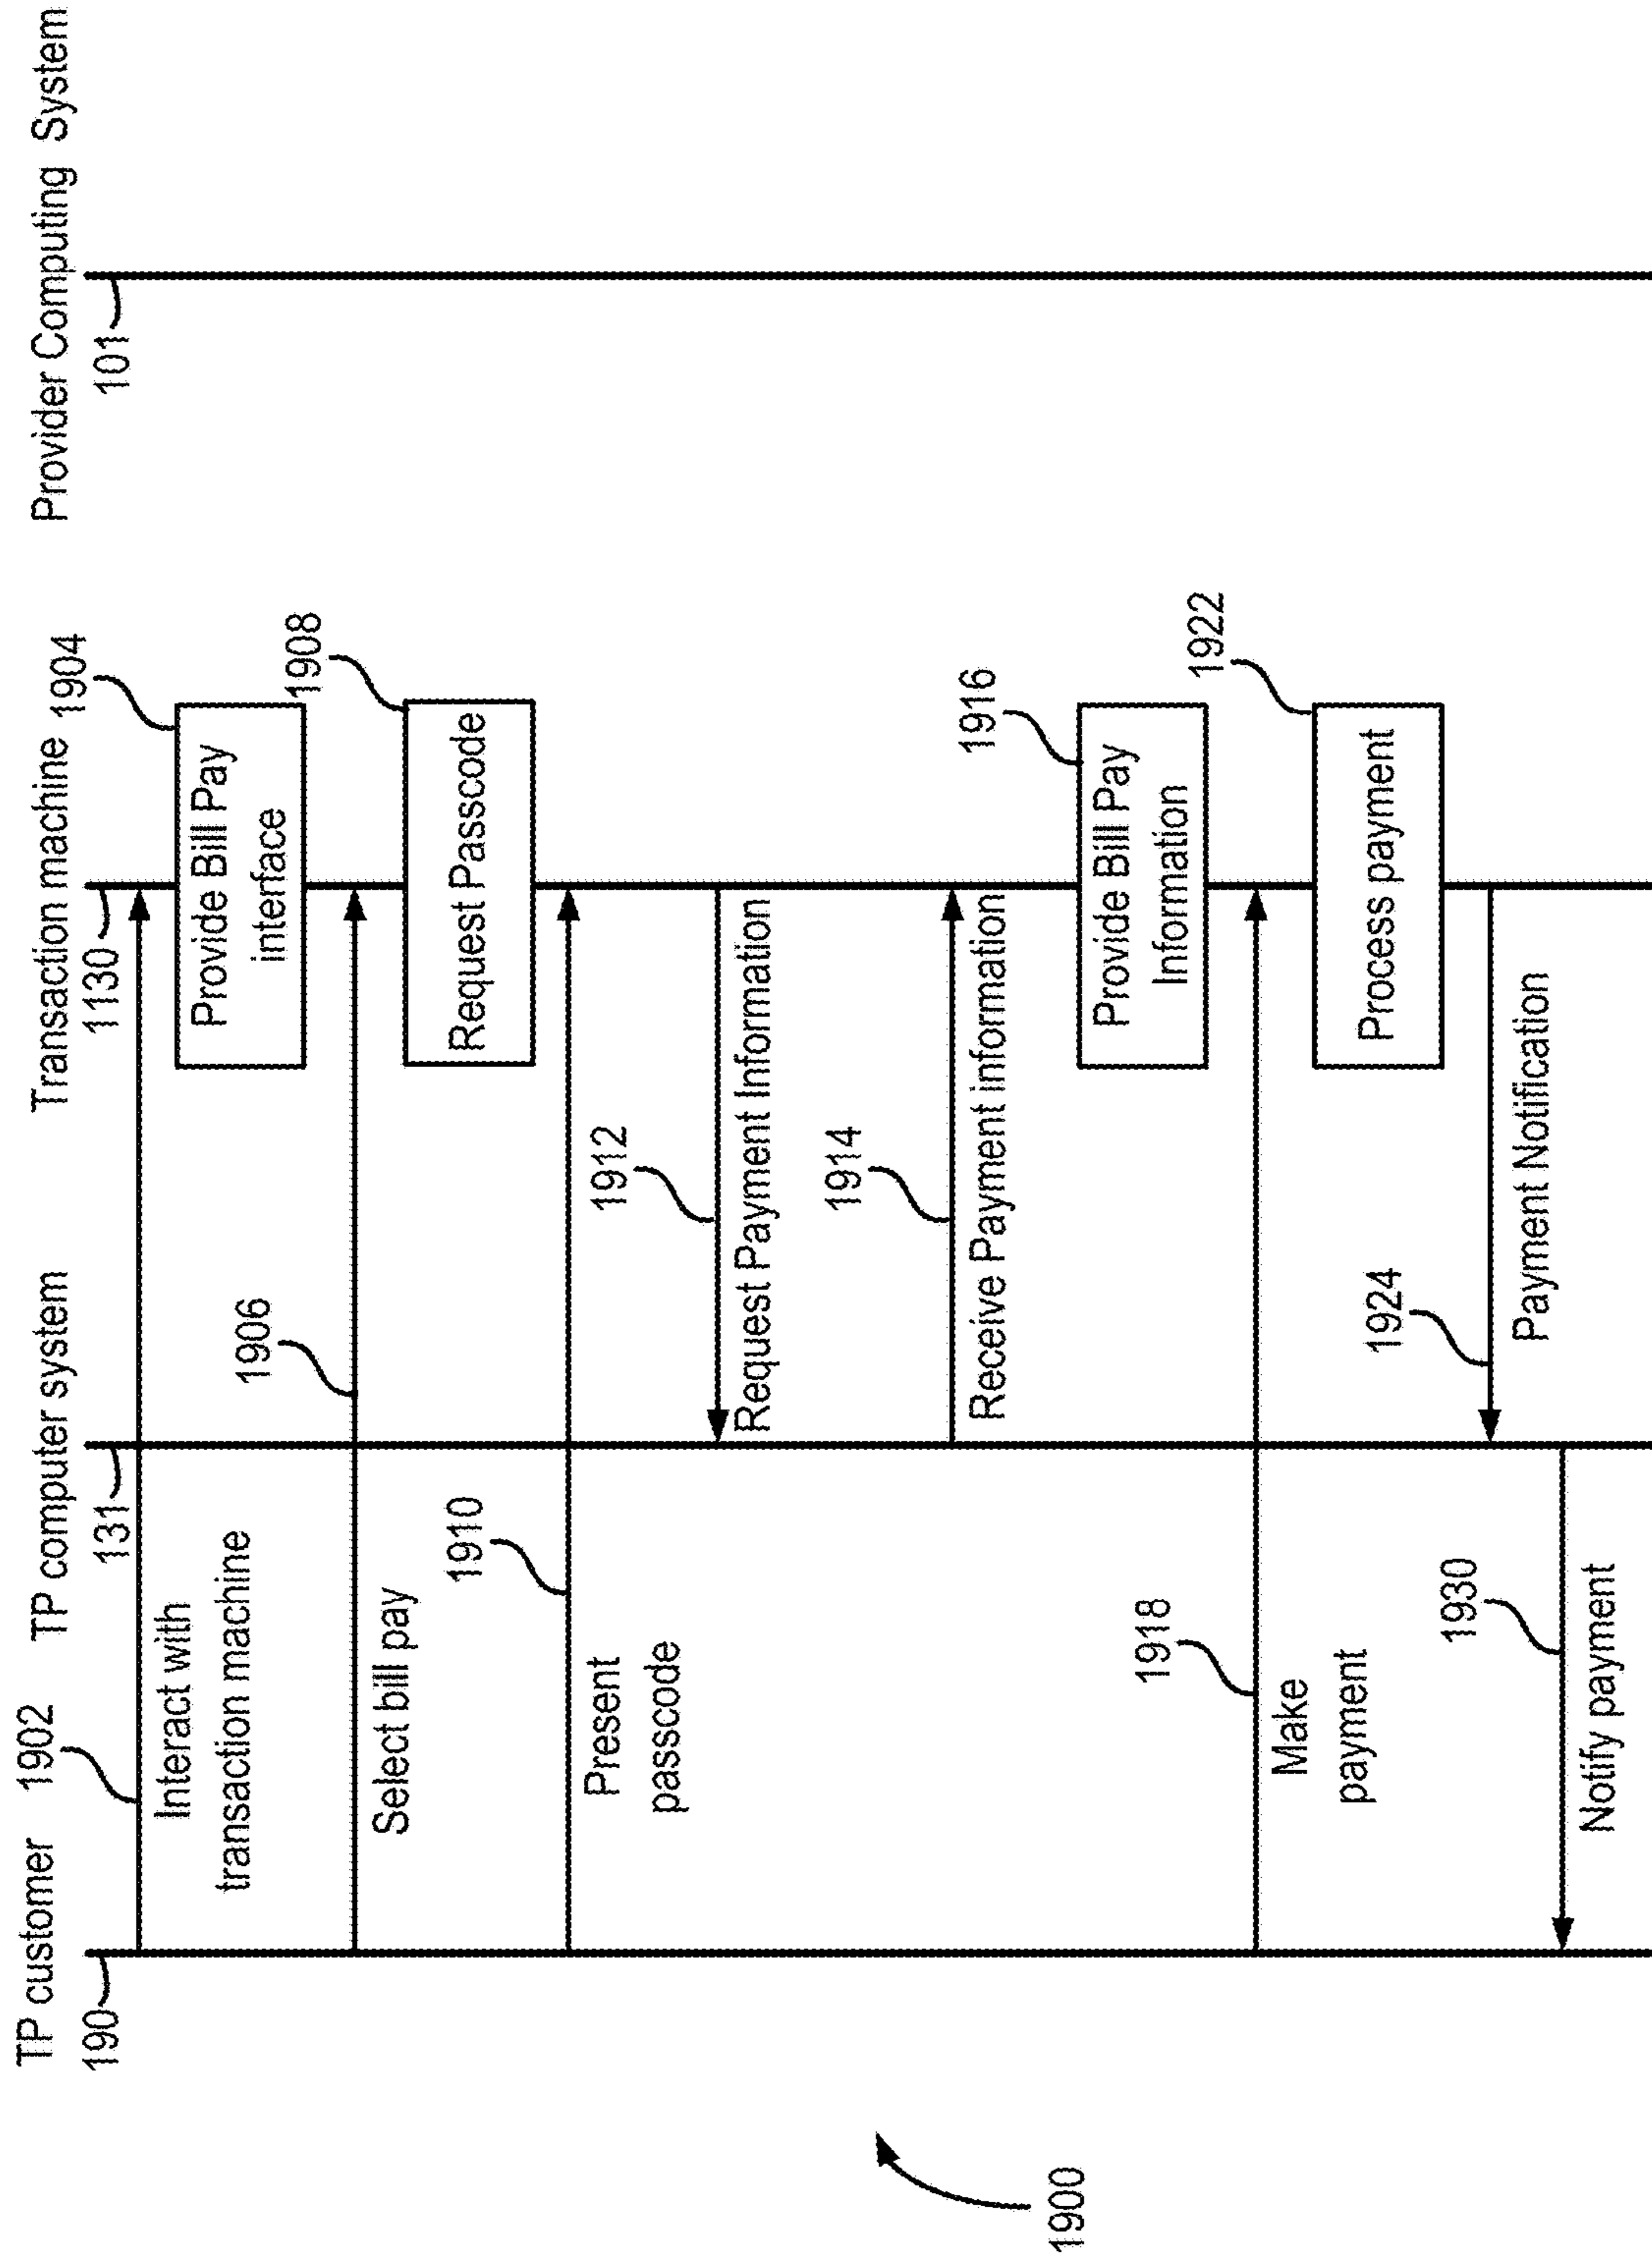 TP customer
1902
TP computer system
Transaction machine
1904
Provider Computing System
190
131
1130
101
Interact with
transaction machine
Provide Bill Pay
interface
1906
1908
Select bill pay
Request Passcode
1910
Present
passcode
1912
Request Payment Information
1914
Receive Payment information
1916
Provide Bill Pay
Information
1918
1922
Make
payment
Process payment
1924
Payment Notification
1930
Notify payment
1900